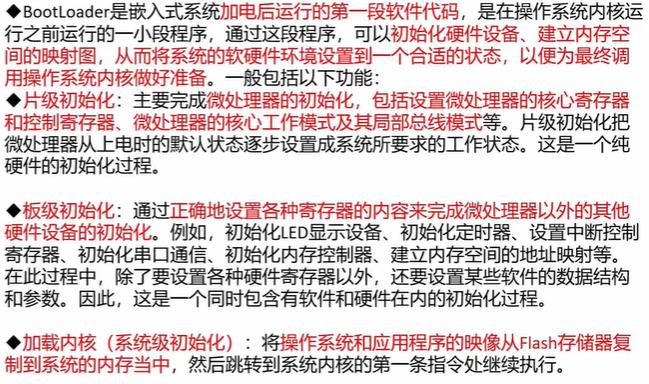 ◆BootLoader是嵌入式系统加电后运行的第一段软件代码，是在操作系统内核运
行之前运行的一小段程序，通过这段程序，可以初始化硬件设备、建立内存空
间的映射图，从而将系统的软硬件环境设置到一个合适的状态，以便为最终调
用操作系统内核做好准备。一般包括以下功能：
◆片级初始化：主要完成微处理器的初始化，包括设置微处理器的核心寄存器
和控制寄存器、微处理器的核心工作模式及其局部总线模式等。片级初始化把
微处理器从上电时的默认状态逐步设置成系统所要求的工作状态。这是一个纯
硬件的初始化过程。
◆板级初始化：通过正确地设置各种寄存器的内容来完成微处理器以外的其他
硬件设备的初始化。例如，初始化LED显示设备、初始化定时器、设置中断控制
寄存器、初始化串口通信、初始化内存控制器、建立内存空间的地址映射等。
在此过程中，除了要设置各种硬件寄存器以外，还要设置某些软件的数据结构
和参数。因此，这是一个同时包含有软件和硬件在内的初始化过程。
◆加载内核（系统级初始化）：将操作系统和应用程序的映像从Flash存储器复
制到系统的内存当中，然后跳转到系统内核的第一条指令处继续执行。